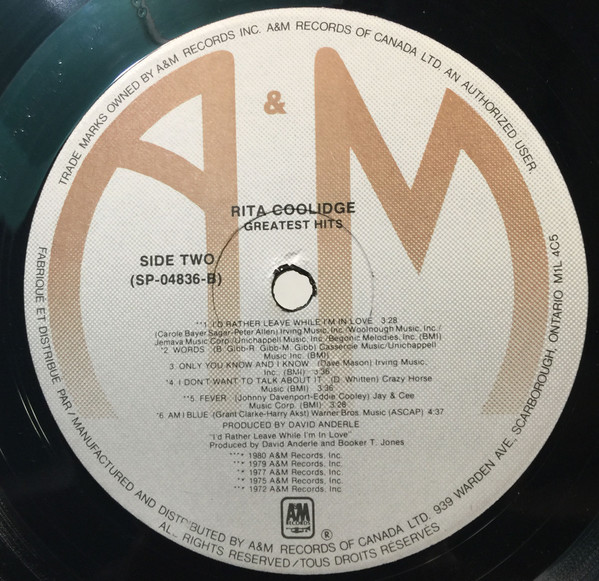 TRADE MARKS OWNED BY A&M RECORDS INC. A&M RECORDS OF CANADA LTD. AN AUTHORIZED USER.
A & M
RITA COOLIDGE
GREATEST HITS
SIDE TWO
(SP-04836-B)
**1. I'D RATHER LEAVE WHILE I'M IN LOVE 3:28
(Carole Bayer Sager-Peter Allen) Irving Music, Inc./Woolnough Music, Inc./
Jemava Music Corp./Unichappell Music Inc./Begonic Melodies, Inc. (BMI)
*2 WORDS (B. Gibb-R. Gibb-M. Gibb) Casserole Music/Unichappell
Music Inc. (BMI)
3. ONLY YOU KNOW AND I KNOW (Dave Mason) Irving Music,
Inc. (BMI) 3:36
*4. I DON'T WANT TO TALK ABOUT IT (D. Whitten) Crazy Horse
Music (BMI) 3:36
**5. FEVER (Johnny Davenport-Eddie Cooley) Jay & Cee
Music Corp. (BMI)
*6. AM I BLUE (Grant Clarke-Harry Akst) Warner Bros. Music (ASCAP) 4:37
PRODUCED BY DAVID ANDERLE
"I'd Rather Leave While I'm In Love"
Produced by David Anderle and Booker T. Jones
1980 A&M Records, Inc.
1979 A&M Records, Inc.
1977 A&M Records, Inc.
1975 A&M Records, Inc.
1972 A&M Records, Inc.
A&M
RECORDS
®
FABRIQUÉ ET DISTRIBUÉ PAR/MANUFACTURED AND DISTRIBUTED BY A&M RECORDS OF CANADA LTD. 939 WARDEN AVE., SCARBOROUGH, ONTARIO M1L 4C5
ALL RIGHTS RESERVED/TOUS DROITS RÉSERVÉS